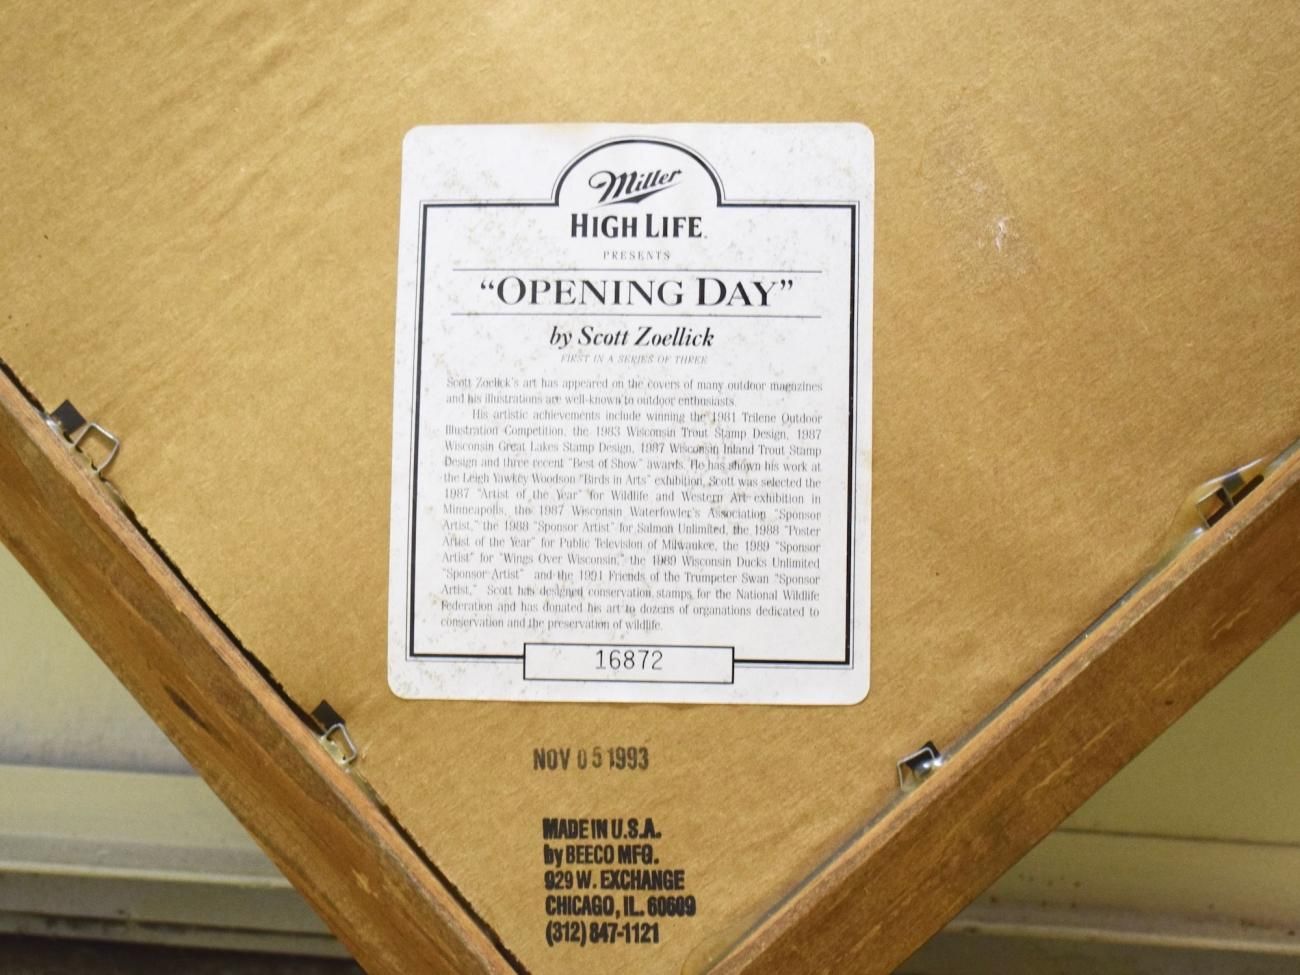 Miller
HIGH LIFE
PRESENTS
"OPENING DAY"
by Scott Zoellick
FIRST IN A SERIES OF THREE
Scott Zoelick's art has appeared on the covers of many outdoor magazines
and his illustrations are well-known to outdoor enthusiasts.
His artistic achievements include winning the 1981 Trilene Outdoor
Illustration Competition, the 1983 Wisconsin Trout Stamp Design, 1987
Wisconsin Great Lakes Stamp Design, 1987 Wisconsin Inland Trout Stamp
Design and three recent "Best of Show" awards. He has shown his work at
the Leigh Yawkey Woodson "Birds in Arts" exhibition, Scott was selected the
1987 "Artist of the Year" for Wildlife and Western Art exhibition in
Minneapolis, the 1987 Wisconsin Waterfowler's Association "Sponsor
Artist," the 1988 "Sponsor Artist" for Salmon Unlimited, the 1988 "Poster
Artist of the Year" for Public Television of Milwaukee, the 1989 "Sponsor
Artist" for "Wings Over Wisconsin," the 1989 Wisconsin Ducks Unlimited
"Sponsor Artist" and the 1991 Friends of the Trumpeter Swan "Sponsor
Artist," Scott has designed conservation stamps for the National Wildlife
Federation and has donated his art to dozens of organations dedicated to
conservation and the preservation of wildlife.
16872
NOV 05 1993
MADE IN U.S.A.
by BEECO MFG.
929 W. EXCHANGE
CHICAGO, IL. 60609
(312) 847-1121